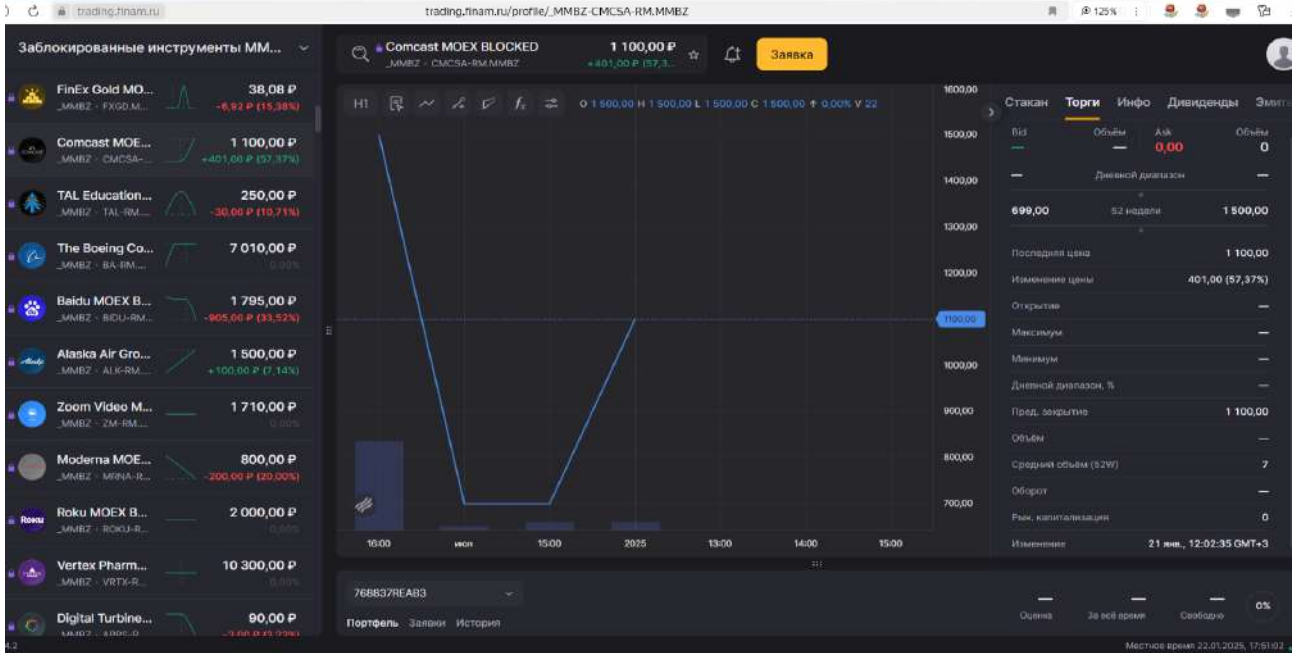 trading.finam.ru
trading.finam.ru/profile/_MMBZ-CMCSA-RM.MMBZ
125%
Заблокированные инструменты ММ...
FinEx Gold MO...
38,08 ₽
_MMBZ - FXGD.M...
-6,92 ₽ (15,38%)
Comcast MOE...
1 100,00 ₽
_MMBZ - CMCSA-...
+401,00 ₽ (57,37%)
TAL Education...
250,00 ₽
_MMBZ - TAL-RM....
-30,00 ₽ (10,71%)
The Boeing Co...
7 010,00 ₽
_MMBZ - BA-RM....
0,00%
Baidu MOEX B...
1 795,00 ₽
_MMBZ - BIDU-RM...
-905,00 ₽ (33,52%)
Alaska Air Gro...
1 500,00 ₽
_MMBZ - ALK-RM....
+100,00 ₽ (7,14%)
Zoom Video M...
1 710,00 ₽
_MMBZ - ZM-RM....
0,00%
Moderna MOE...
800,00 ₽
_MMBZ - MRNA-R...
-200,00 ₽ (20,00%)
Roku
Roku MOEX B...
2 000,00 ₽
_MMBZ - ROKU-R...
0,00%
Vertex Pharm...
10 300,00 ₽
_MMBZ - VRTX-R...
0,00%
Digital Turbine...
90,00 ₽
_MMBZ - APPS-R...
4.2
Comcast MOEX BLOCKED
1 100,00 ₽
_MMBZ - CMCSA-RM.MMBZ
+401,00 ₽ (57,3...
Заявка
H1
O 1 500,00 H 1 500,00 L 1 500,00 C 1 500,00 0,00% V 22
1600,00
1500,00
1400,00
1300,00
1200,00
1100,00
1000,00
900,00
800,00
700,00
16:00
июл
15:00
2025
13:00
14:00
15:00
Стакан Торги Инфо Дивиденды Эмите
Bid Объём Ask Объём
— — 0,00 0
— Дневной диапазон —
699,00 52 недели 1 500,00
Последняя цена 1 100,00
Изменение цены 401,00 (57,37%)
Открытие —
Максимум —
Минимум —
Дневной диапазон, % —
Пред. закрытие 1 100,00
Объём —
Средний объём (52W) 7
Оборот —
Рын. капитализация 0
Изменение 21 янв., 12:02:35 GMT+3
768837REAB3
Портфель Заявки История
— — — 0%
Оценка За всё время Свободно
Местное время 22.01.2025, 17:51:02